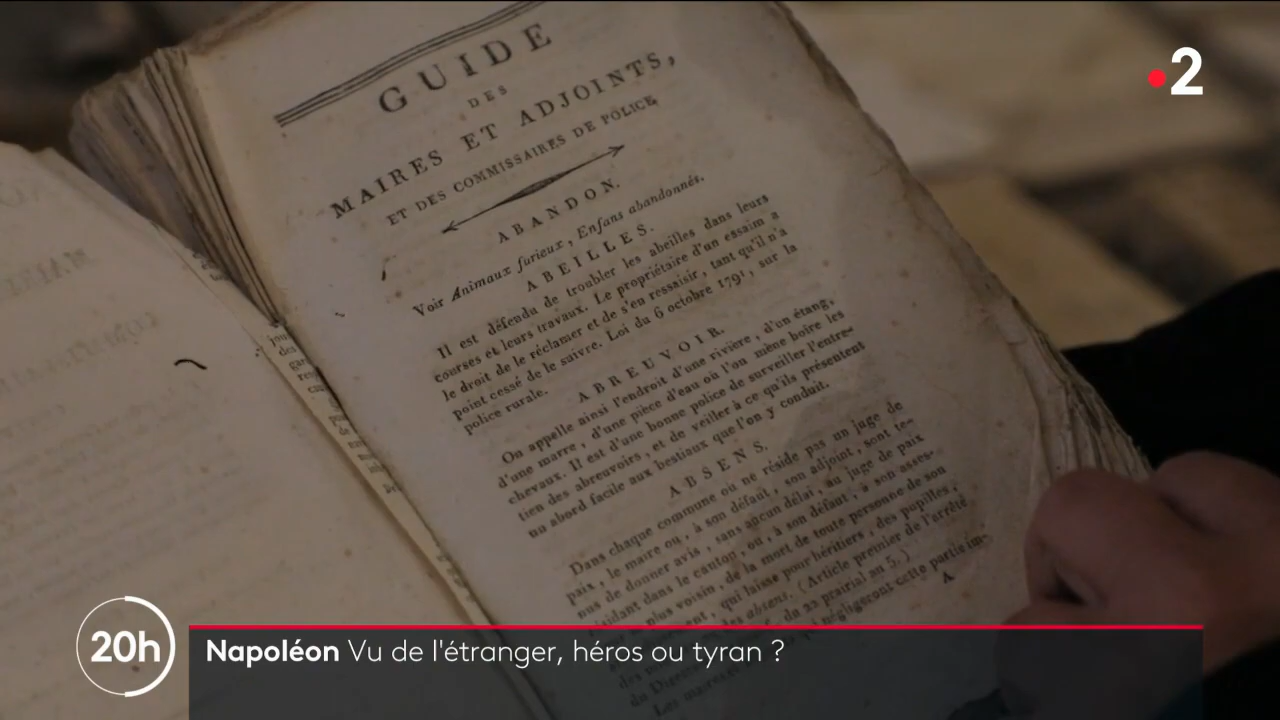 GUIDE
DES
MAIRES ET ADJOINTS,
ET DES COMMISSAIRES DE POLICE,
ABANDON.
Voir Animaux furieux, Enfans abandonnés.
ABEILLES.
Il est défendu de troubler les abeilles dans leurs
courses et leurs travaux. Le propriétaire d'un essaim a
le droit de le réclamer et de s'en ressaisir, tant qu'il n'a
point cessé de le suivre. Loi du 6 octobre 1791, sur la
police rurale.
ABREUVOIR.
On appelle ainsi l'endroit d'une rivière, d'un étang,
d'une marre, d'une pièce d'eau où l'on mène boire les
chevaux. Il est d'une bonne police de surveiller l'entre-
tien des abreuvoirs, et de veiller à ce qu'ils présentent
un abord facile aux bestiaux que l'on y conduit.
ABSENS.
Dans chaque commune où ne réside pas un juge de
paix, le maire ou, à son défaut, son adjoint, sont te-
nus de donner avis, sans aucun délai, au juge de paix
résidant dans le canton, ou, à son défaut, à son asses-
le plus voisin, de la mort de toute personne de son
qui laisse pour héritiers, des pupilles,
des absens. (Article premier de l'arrêté
du 22 prairial an 5.)
négligeront cette partie im-
A
2
20h
Napoléon Vu de l'étranger, héros ou tyran ?